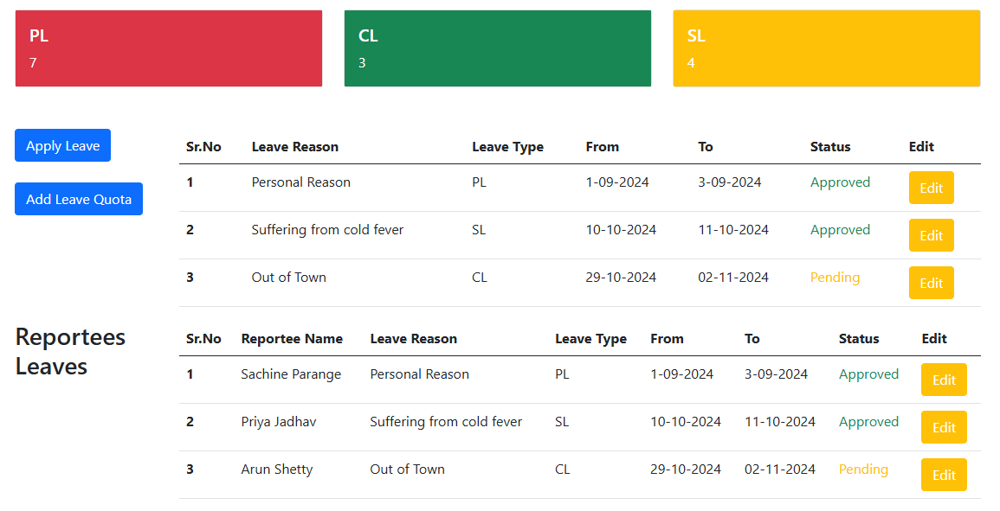 PL
7
CL
3
SL
4
Apply Leave
Add Leave Quota
Sr.No Leave Reason Leave Type From To Status Edit
1 Personal Reason PL 1-09-2024 3-09-2024 Approved Edit
2 Suffering from cold fever SL 10-10-2024 11-10-2024 Approved Edit
3 Out of Town CL 29-10-2024 02-11-2024 Pending Edit
Reportees
Leaves
Sr.No Reportee Name Leave Reason Leave Type From To Status Edit
1 Sachine Parange Personal Reason PL 1-09-2024 3-09-2024 Approved Edit
2 Priya Jadhav Suffering from cold fever SL 10-10-2024 11-10-2024 Approved Edit
3 Arun Shetty Out of Town CL 29-10-2024 02-11-2024 Pending Edit